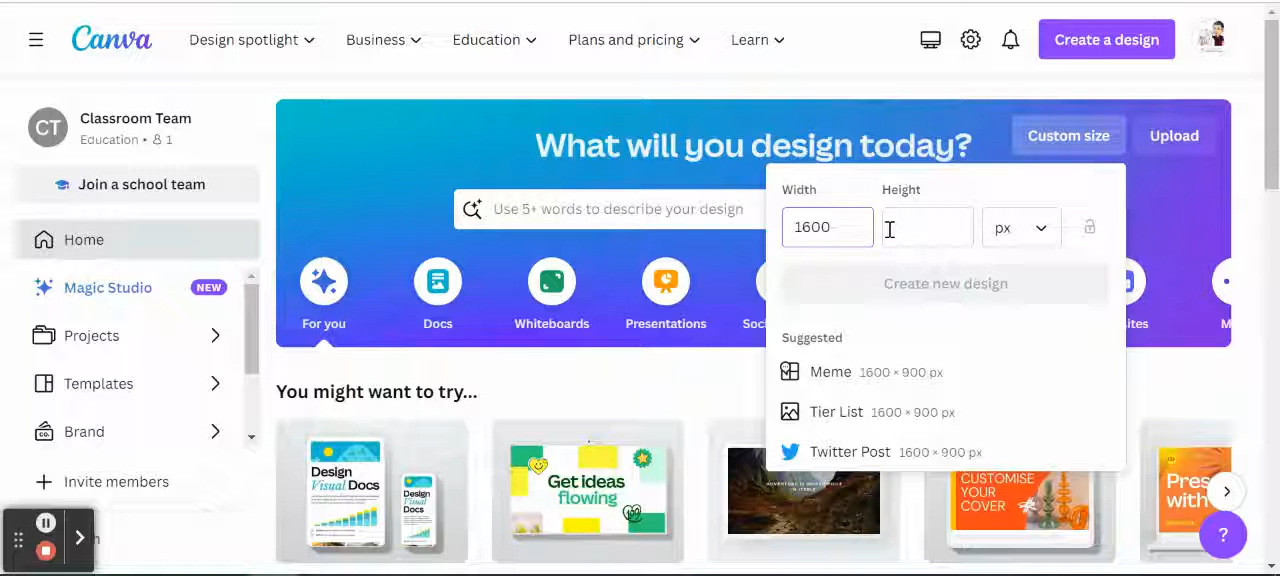 Canva
Design spotlight
Business
Education
Plans and pricing
Learn
Create a design
CT
Classroom Team
Education • 1
Join a school team
Home
Magic Studio NEW
Projects
Templates
Brand
Invite members
What will you design today?
Custom size
Upload
Use 5+ words to describe your design
Width
Height
1600
px
Create new design
Suggested
Meme 1600 × 900 px
Tier List 1600 × 900 px
Twitter Post 1600 × 900 px
For you
Docs
Whiteboards
Presentations
You might want to try...
Design
Visual Docs
Design
Visual
Docs
Get ideas
flowing
CUSTOMISE
YOUR
COVER
with
?